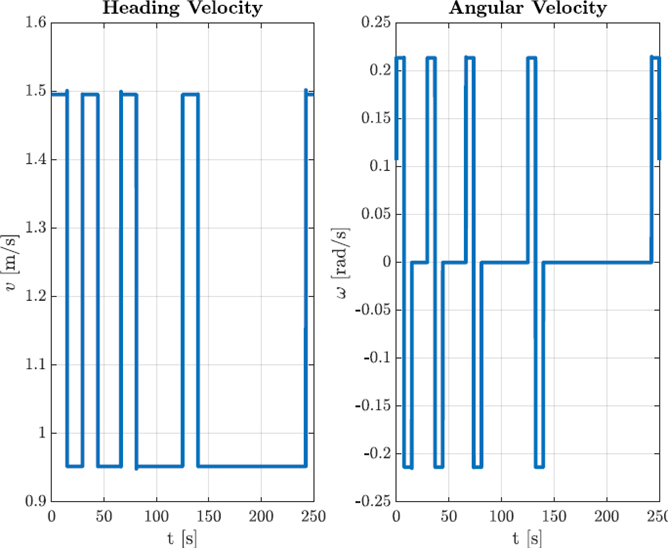 Heading Velocity
1.6
1.5
1.4
1.3
1.2
1.1
1
0.9
v [m/s]
0 50 100 150 200 250
t [s]
Angular Velocity
0.25
0.2
0.15
0.1
0.05
0
-0.05
-0.1
-0.15
-0.2
-0.25
ω [rad/s]
0 50 100 150 200 250
t [s]